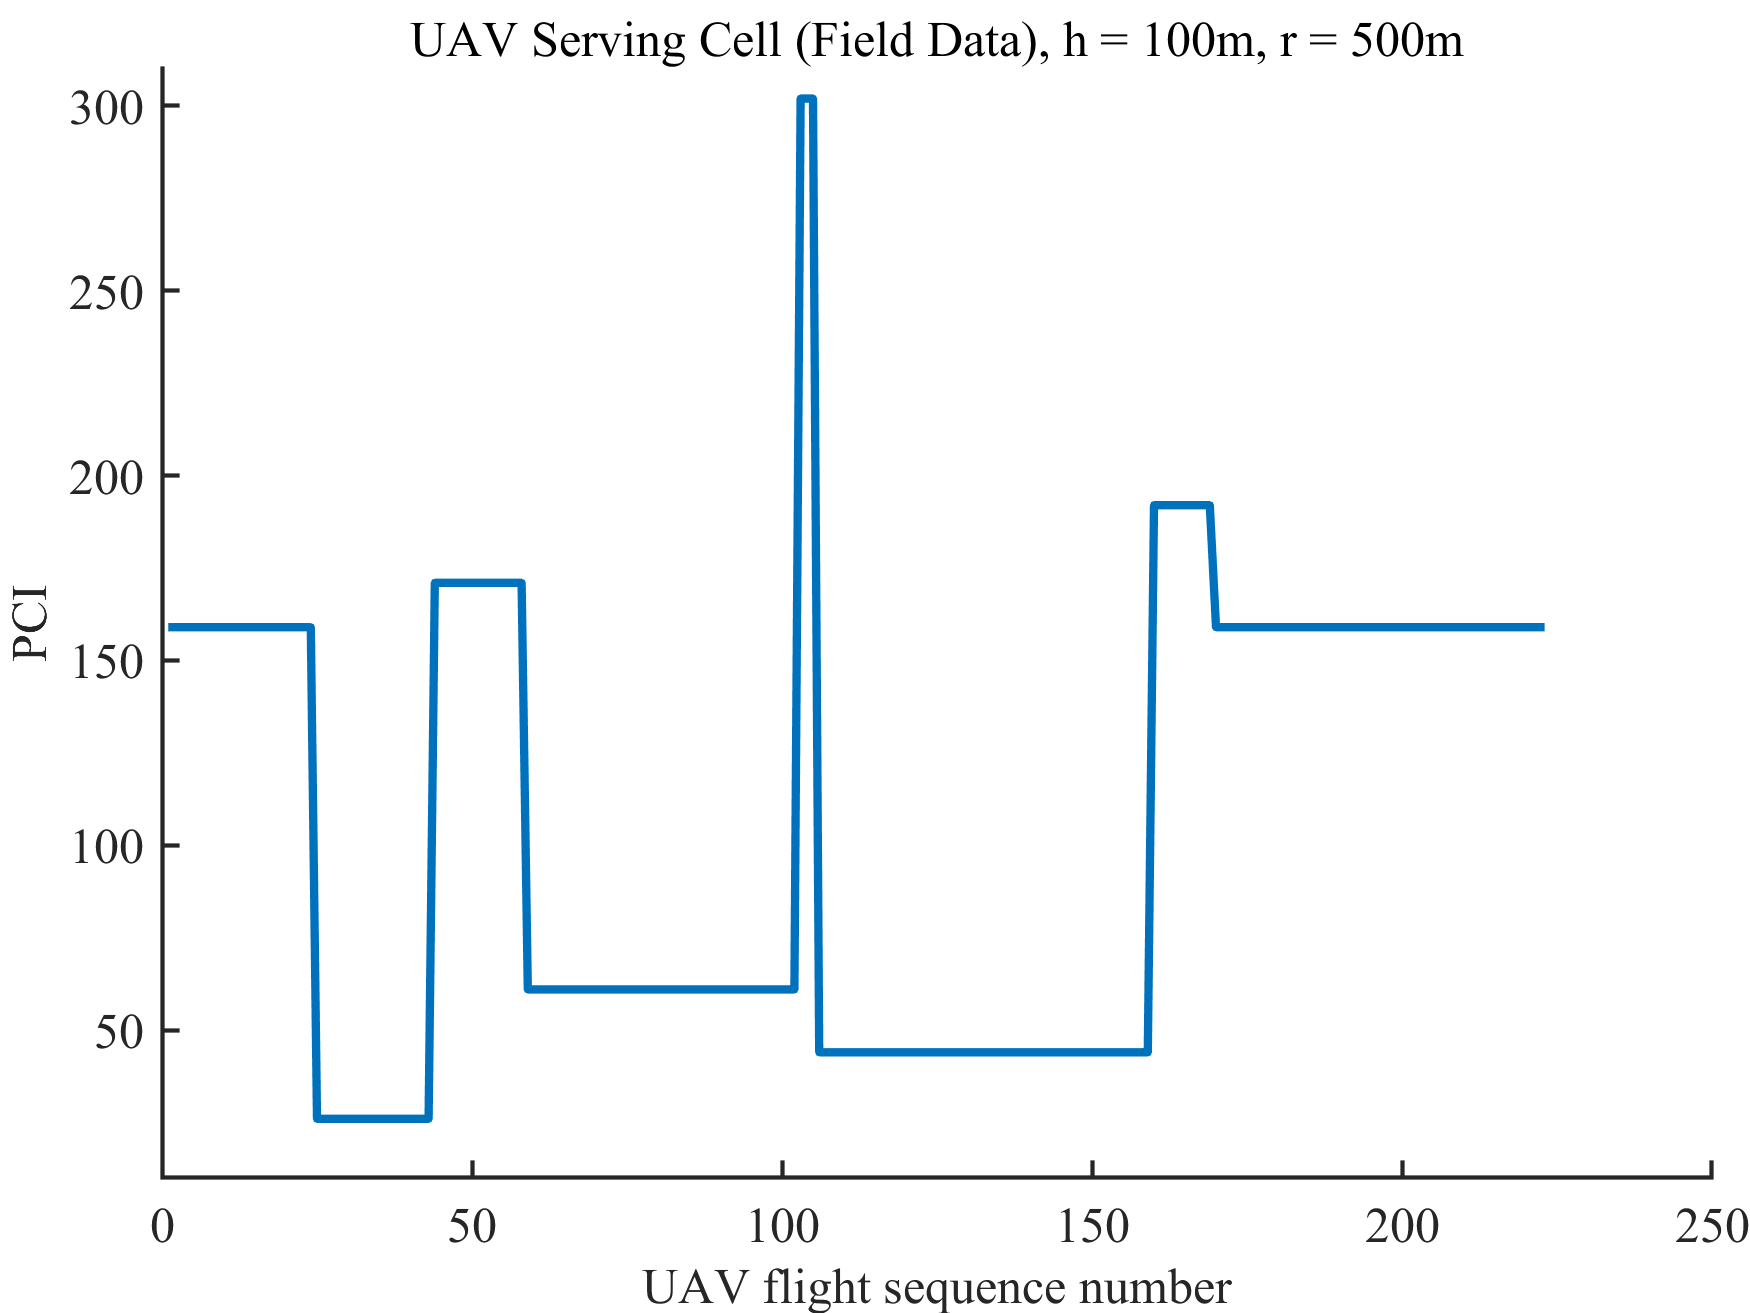 UAV Serving Cell (Field Data), h = 100m, r = 500m
300
250
200
150
100
50
PCI
0 50 100 150 200 250
UAV flight sequence number